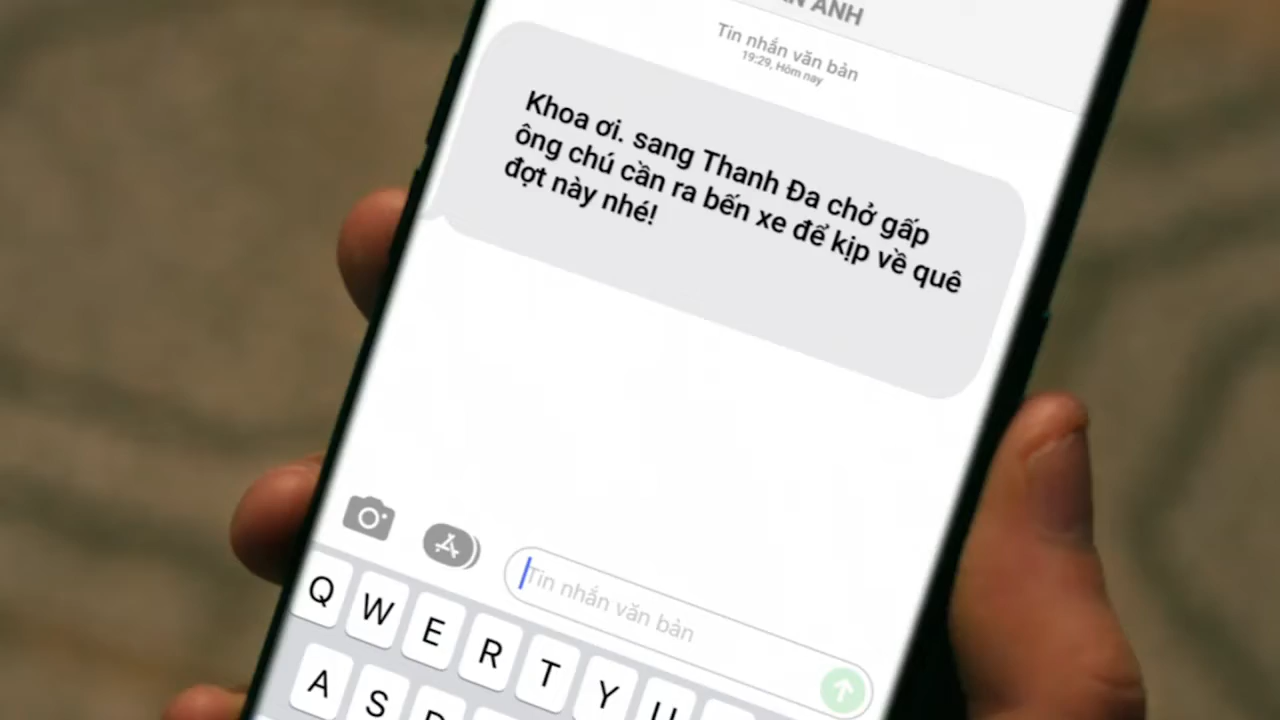 ANH
Tin nhắn văn bản
19:29, Hôm nay
Khoa ơi. sang Thanh Đa chở gấp
ông chú cần ra bến xe để kịp về quê
đợt này nhé!
Tin nhắn văn bản
Q W E R T Y U
A S D